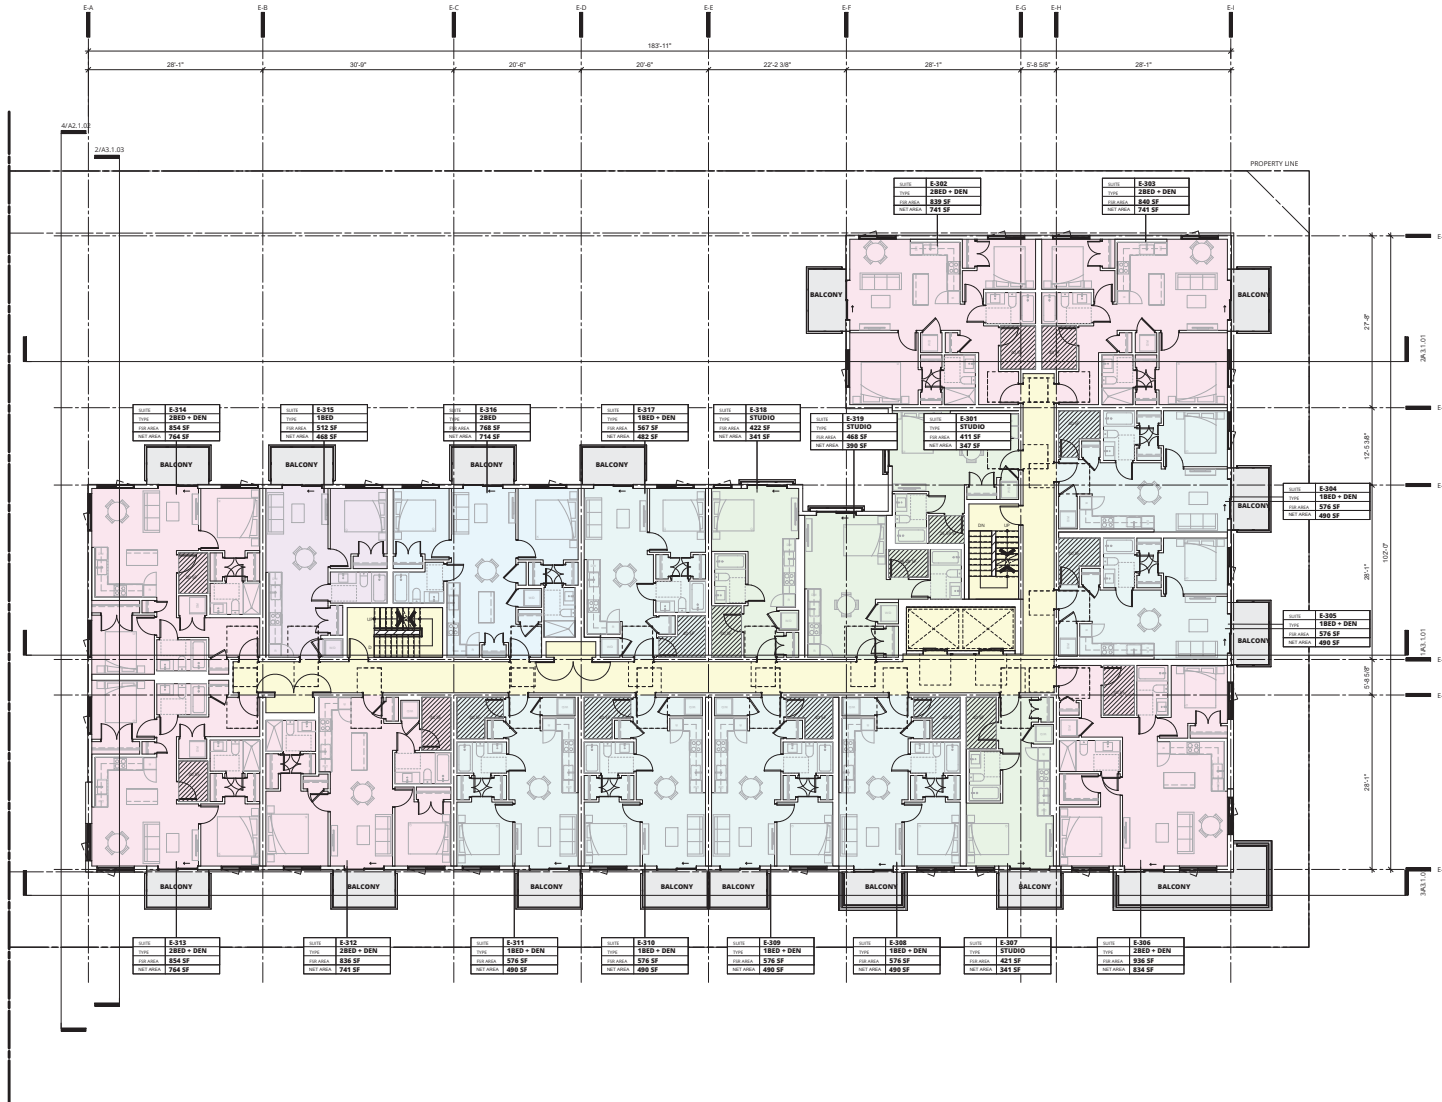 E-A E-B E-C E-D E-E E-F E-G E-H E-I
183'-11"
28'-1" 30'-9" 20'-6" 20'-6" 22'-2 3/8" 28'-1" 5'-8 5/8" 28'-1"
2/A3.1.03
PROPERTY LINE
SUITE E-302
TYPE 2BED + DEN
FSR AREA 839 SF
NET AREA 741 SF
SUITE E-303
TYPE 2BED + DEN
FSR AREA 840 SF
NET AREA 741 SF
BALCONY
BALCONY
27'-8"
2A3.1.01
SUITE E-314
TYPE 2BED + DEN
FSR AREA 854 SF
NET AREA 764 SF
SUITE E-315
TYPE 1BED
FSR AREA 512 SF
NET AREA 468 SF
SUITE E-316
TYPE 2BED
FSR AREA 768 SF
NET AREA 714 SF
SUITE E-317
TYPE 1BED + DEN
FSR AREA 567 SF
NET AREA 482 SF
SUITE E-318
TYPE STUDIO
FSR AREA 422 SF
NET AREA 341 SF
SUITE E-319
TYPE STUDIO
FSR AREA 468 SF
NET AREA 390 SF
SUITE E-301
TYPE STUDIO
FSR AREA 411 SF
NET AREA 347 SF
12'-5 3/8"
BALCONY
BALCONY
BALCONY
BALCONY
SUITE E-304
TYPE 1BED + DEN
FSR AREA 576 SF
NET AREA 490 SF
BALCONY
DN UP
102'-0"
28'-1"
SUITE E-305
TYPE 1BED + DEN
FSR AREA 576 SF
NET AREA 490 SF
BALCONY
1A3.1.01
5'-8 5/8"
28'-1"
BALCONY
BALCONY
BALCONY
BALCONY
BALCONY
BALCONY
BALCONY
BALCONY
SUITE E-313
TYPE 2BED + DEN
FSR AREA 854 SF
NET AREA 764 SF
SUITE E-312
TYPE 2BED + DEN
FSR AREA 836 SF
NET AREA 741 SF
SUITE E-311
TYPE 1BED + DEN
FSR AREA 576 SF
NET AREA 490 SF
SUITE E-310
TYPE 1BED + DEN
FSR AREA 576 SF
NET AREA 490 SF
SUITE E-309
TYPE 1BED + DEN
FSR AREA 576 SF
NET AREA 490 SF
SUITE E-308
TYPE 1BED + DEN
FSR AREA 576 SF
NET AREA 490 SF
SUITE E-307
TYPE STUDIO
FSR AREA 421 SF
NET AREA 341 SF
SUITE E-306
TYPE 2BED + DEN
FSR AREA 936 SF
NET AREA 834 SF